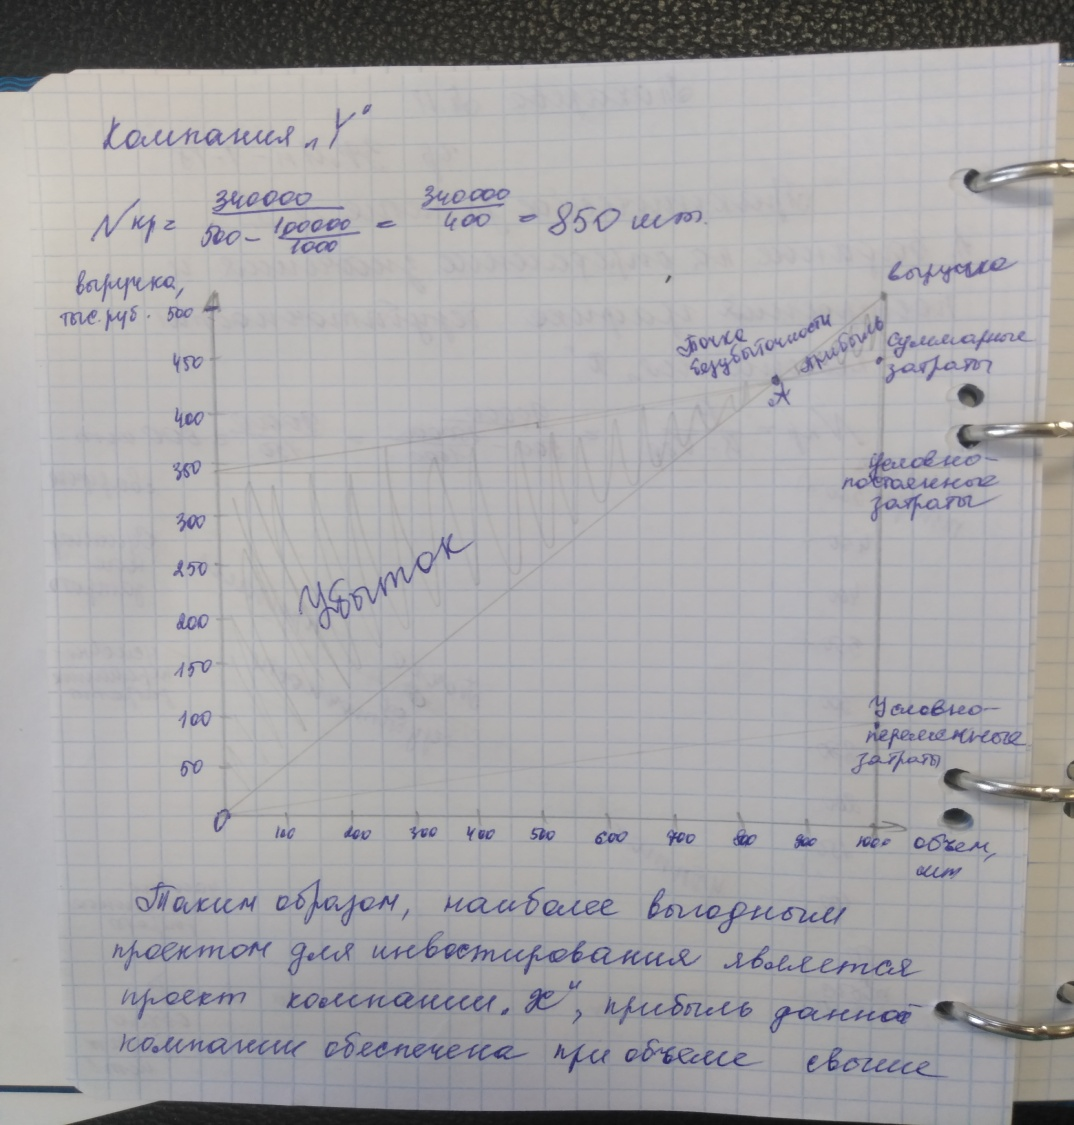 Компания „Y"
Nкр = 340000 / (500 - 100000/1000) = 340000/400 = 850 шт.
выручка,
тыс. руб.
500
450
400
350
300
250
200
150
100
50
0
выручка
Точка
безубыточности
прибыль
A
Суммарные
затраты
Условно-
постоянные
затраты
Убыток
Условно-
переменные
затраты
100 200 300 400 500 600 700 800 900 1000
объем,
шт
Таким образом, наиболее выгодным
проектом для инвостирования является
проект компании „X", прибыль данной
компании обеспечена при объеме свыше